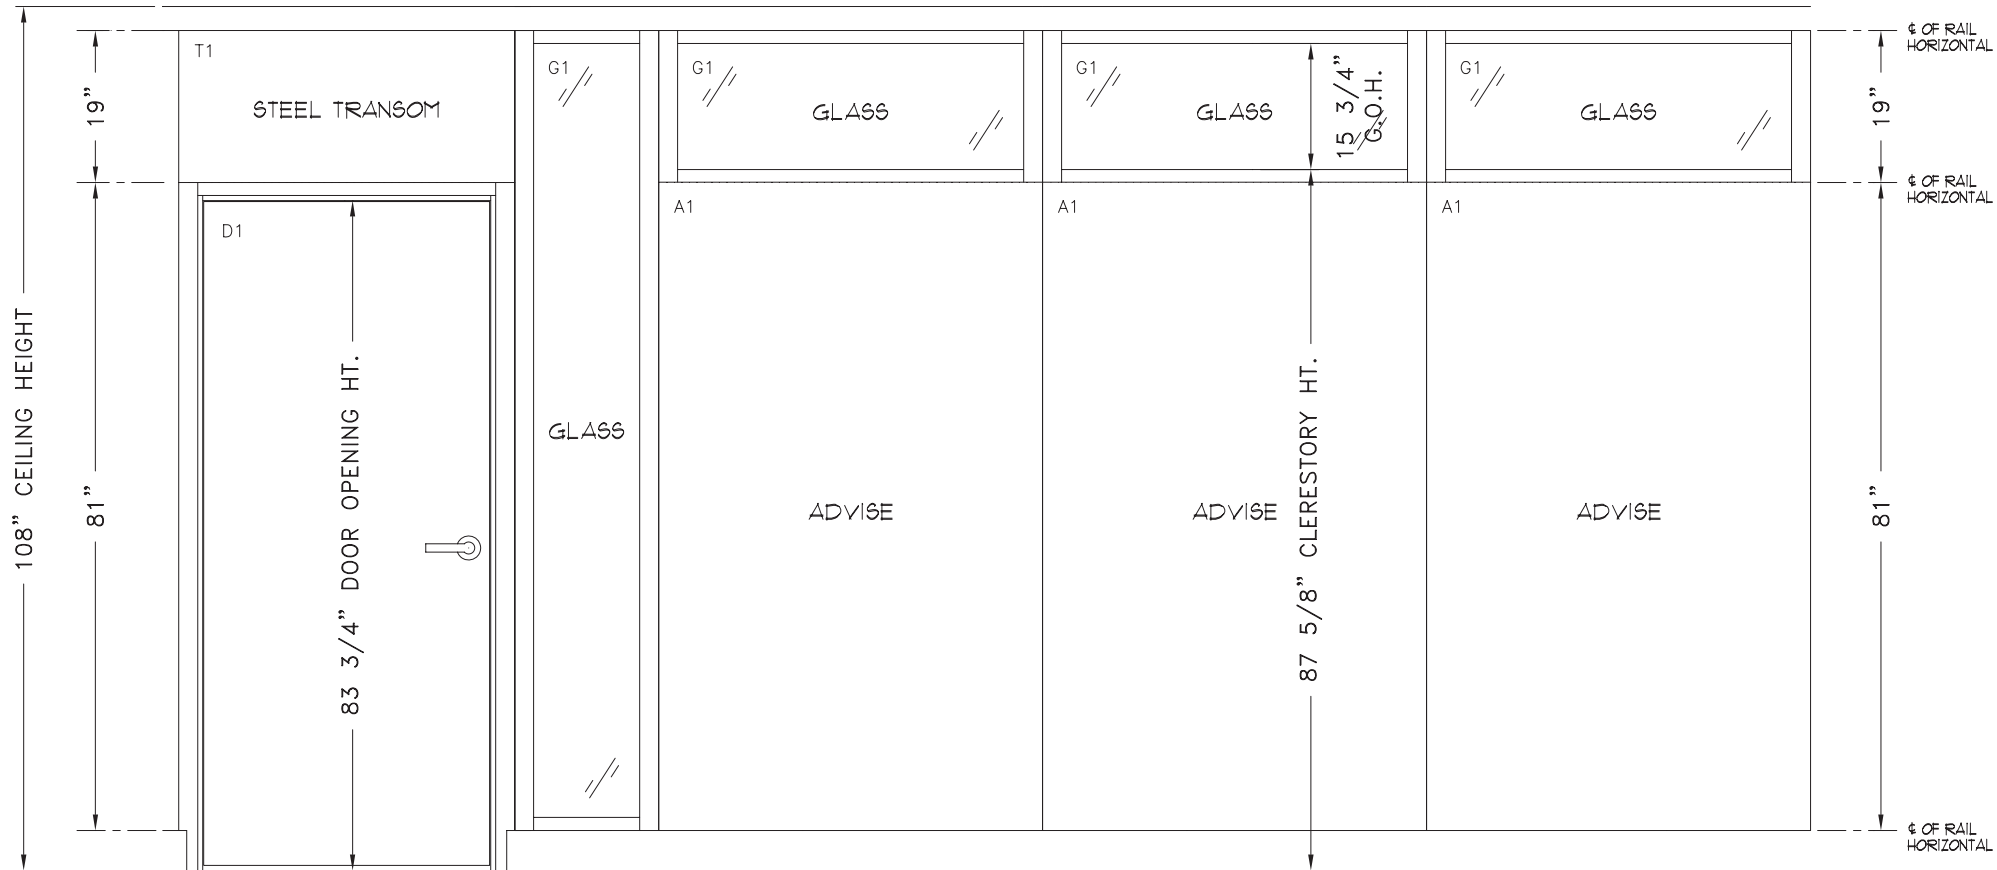 T1
STEEL TRANSOM
19”
G1
G1
GLASS
G1
GLASS
15 3/4”
G.O.H.
G1
GLASS
19”
℄ OF RAIL
HORIZONTAL
℄ OF RAIL
HORIZONTAL
108” CEILING HEIGHT
81”
D1
83 3/4” DOOR OPENING HT.
GLASS
A1
ADVISE
A1
ADVISE
87 5/8” CLERESTORY HT.
A1
ADVISE
81”
℄ OF RAIL
HORIZONTAL